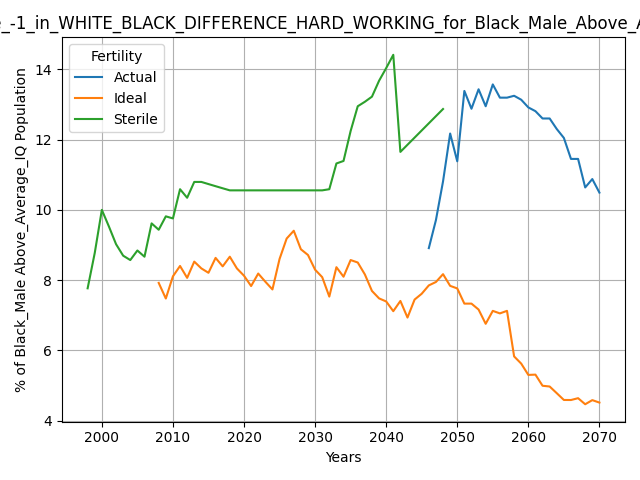 _-1_in_WHITE_BLACK_DIFFERENCE_HARD_WORKING_for_Black_Male_Above_A
Fertility
Actual
Ideal
Sterile
% of Black_Male Above_Average_IQ Population
14
12
10
8
6
4
2000 2010 2020 2030 2040 2050 2060 2070
Years